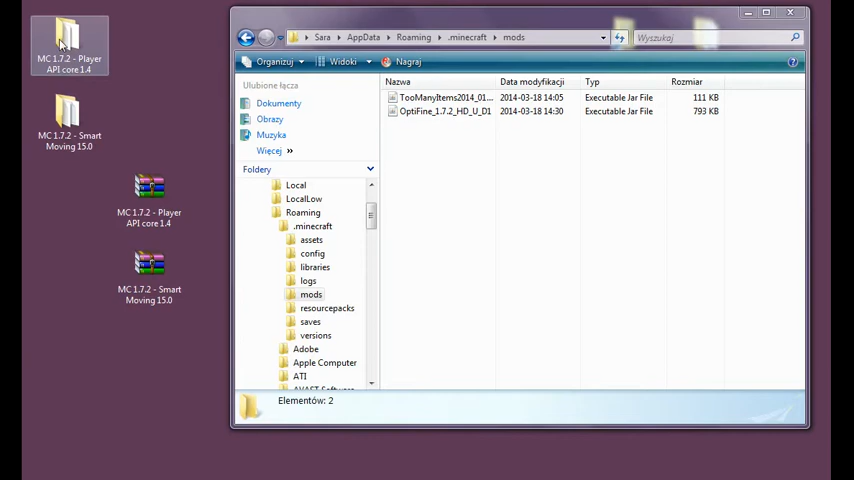 MC 1.7.2 - Player
API core 1.4
MC 1.7.2 - Smart
Moving 15.0
MC 1.7.2 - Player
API core 1.4
MC 1.7.2 - Smart
Moving 15.0
Sara AppData Roaming .minecraft mods
Wyszukaj
Organizuj Widoki Nagraj
Ulubione łącza
Dokumenty
Obrazy
Muzyka
Więcej »
Foldery
Local
LocalLow
Roaming
.minecraft
assets
config
libraries
logs
mods
resourcepacks
saves
versions
Adobe
Apple Computer
ATI
AVAST Software
Nazwa Data modyfikacji Typ Rozmiar
TooManyItems2014_01... 2014-03-18 14:05 Executable Jar File 111 KB
OptiFine_1.7.2_HD_U_D1 2014-03-18 14:30 Executable Jar File 793 KB
Elementów: 2